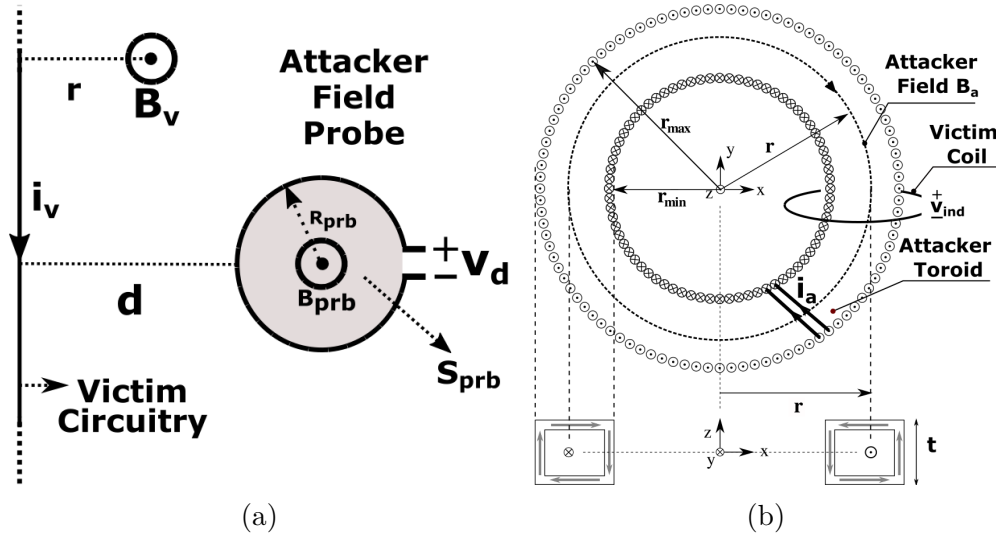 r
B_v
Attacker
Field
Probe
i_v
R_prb
B_prb
+
−
v_d
d
S_prb
Victim
Circuitry
(a)
Attacker
Field B_a
r_max
r
y
z
x
r_min
Victim
Coil
+
v_ind
−
Attacker
Toroid
i_a
r
z
y
x
t
(b)